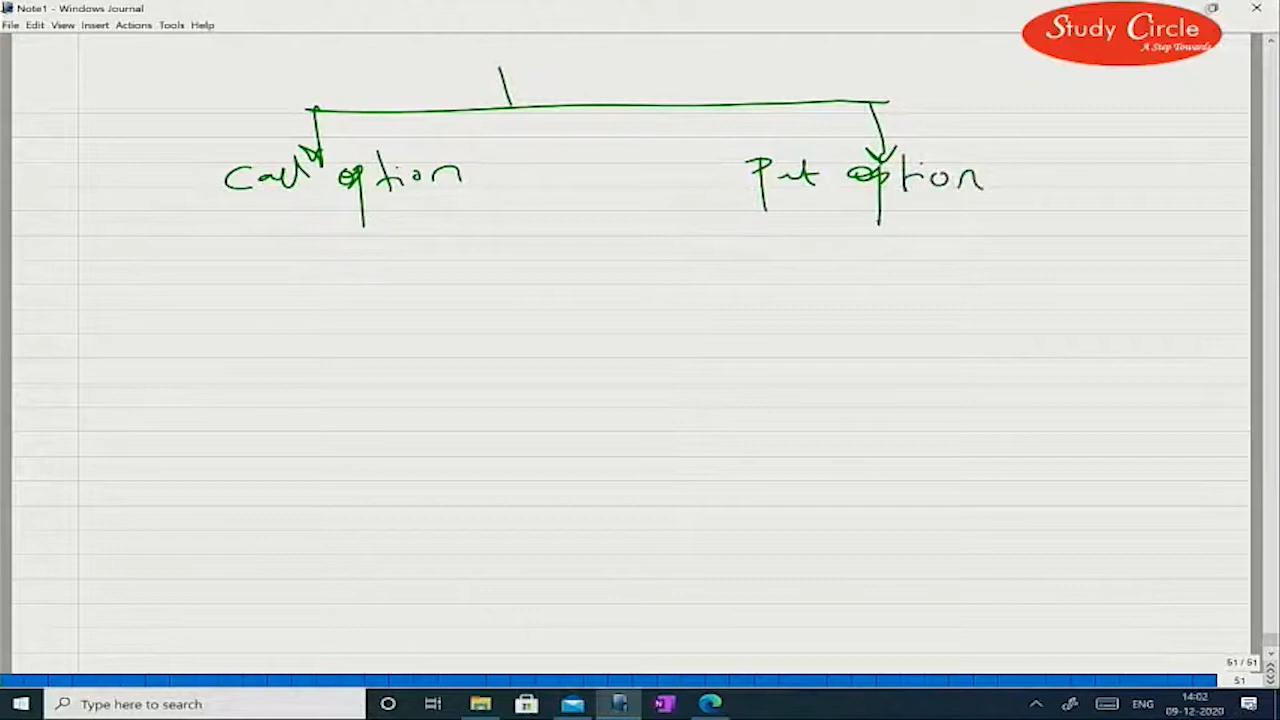 Note1 - Windows Journal
File Edit View Insert Actions Tools Help
Study Circle
A Step Towards
Call option
Put option
51 / 51
51
Type here to search
ENG
14:02
09-12-2020